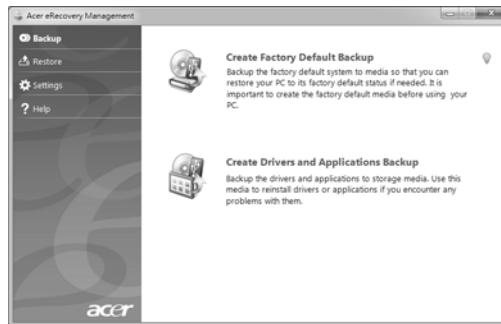 Acer eRecovery Management
Backup
Restore
Settings
Help
Create Factory Default Backup
Backup the factory default system to media so that you can
restore your PC to its factory default status if needed. It is
important to create the factory default media before using your
PC.
Create Drivers and Applications Backup
Backup the drivers and applications to storage media. Use this
media to reinstall drivers or applications if you encounter any
problems with them.
acer